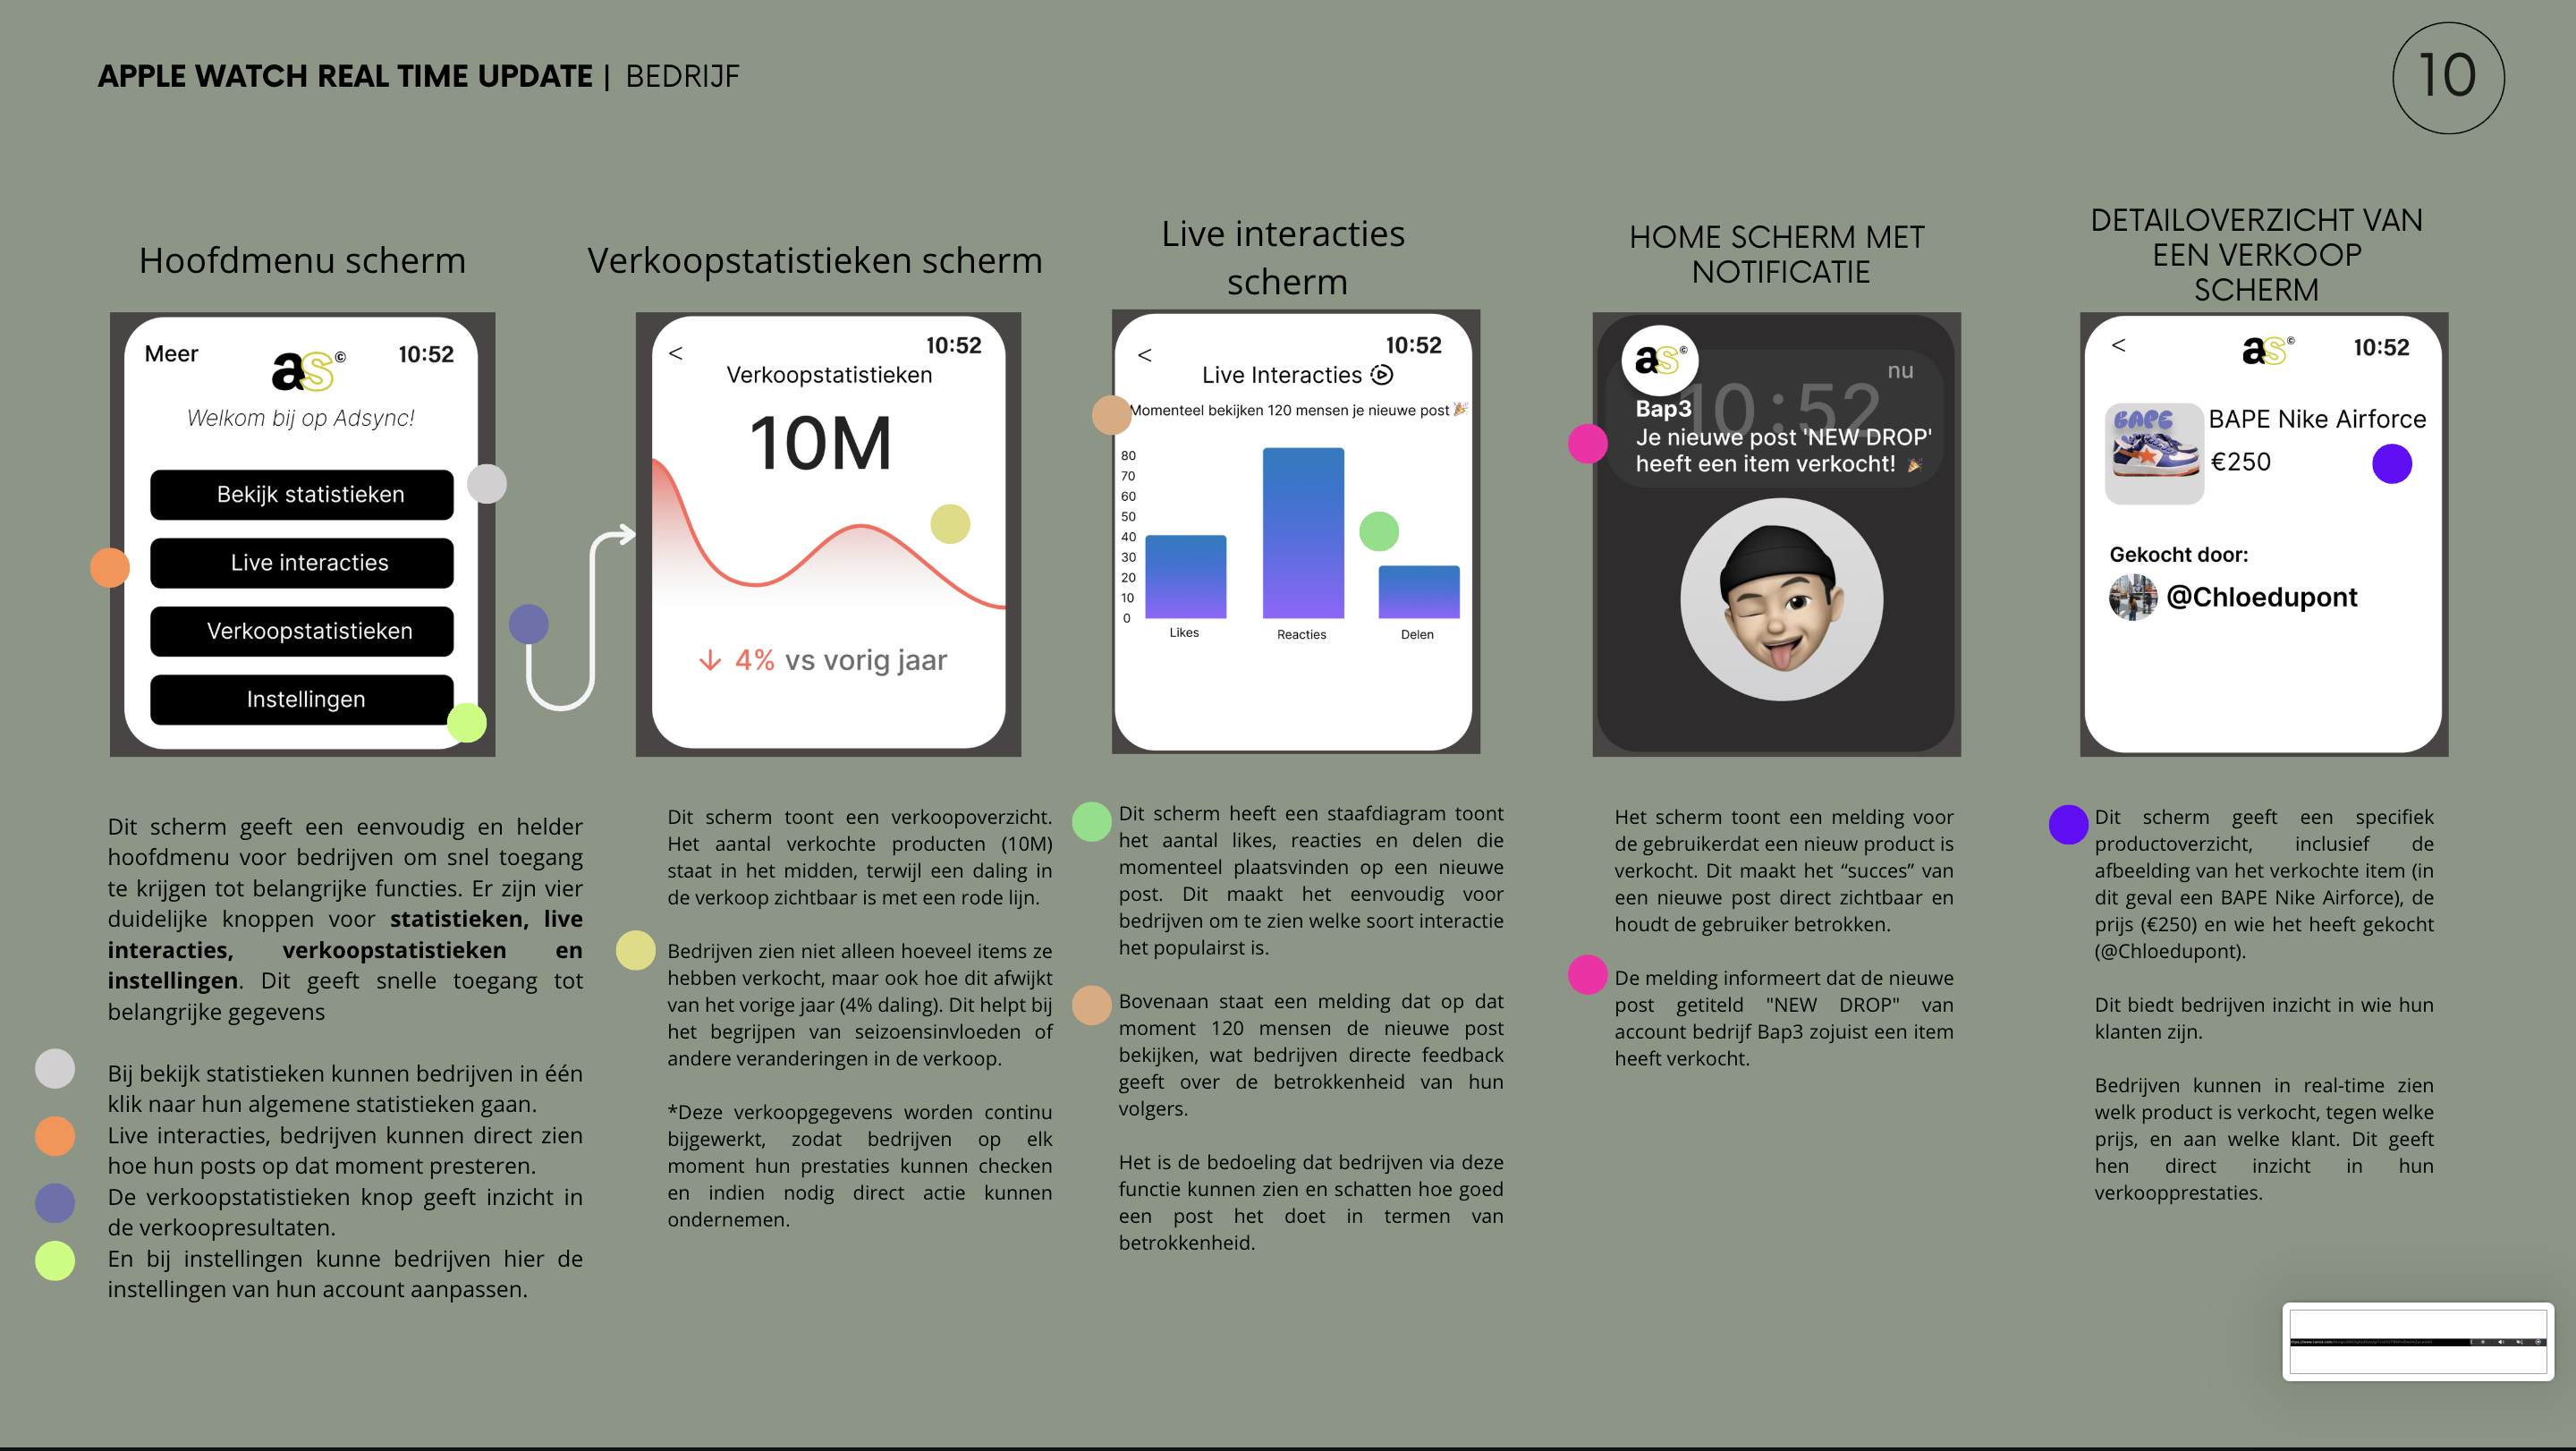 APPLE WATCH REAL TIME UPDATE | BEDRIJF
10
Hoofdmenu scherm
Meer
as©
10:52
Welkom bij op Adsync!
Bekijk statistieken
Live interacties
Verkoopstatistieken
Instellingen
Dit scherm geeft een eenvoudig en helder
hoofdmenu voor bedrijven om snel toegang
te krijgen tot belangrijke functies. Er zijn vier
duidelijke knoppen voor statistieken, live
interacties, verkoopstatistieken en
instellingen. Dit geeft snelle toegang tot
belangrijke gegevens
Bij bekijk statistieken kunnen bedrijven in één
klik naar hun algemene statistieken gaan.
Live interacties, bedrijven kunnen direct zien
hoe hun posts op dat moment presteren.
De verkoopstatistieken knop geeft inzicht in
de verkoopresultaten.
En bij instellingen kunne bedrijven hier de
instellingen van hun account aanpassen.
Verkoopstatistieken scherm
<
10:52
Verkoopstatistieken
10M
↓ 4% vs vorig jaar
Dit scherm toont een verkoopoverzicht.
Het aantal verkochte producten (10M)
staat in het midden, terwijl een daling in
de verkoop zichtbaar is met een rode lijn.
Bedrijven zien niet alleen hoeveel items ze
hebben verkocht, maar ook hoe dit afwijkt
van het vorige jaar (4% daling). Dit helpt bij
het begrijpen van seizoensinvloeden of
andere veranderingen in de verkoop.
*Deze verkoopgegevens worden continu
bijgewerkt, zodat bedrijven op elk
moment hun prestaties kunnen checken
en indien nodig direct actie kunnen
ondernemen.
Live interacties
scherm
<
10:52
Live Interacties
Momenteel bekijken 120 mensen je nieuwe post 🎉
80
70
60
50
40
30
20
10
0
Likes
Reacties
Delen
Dit scherm heeft een staafdiagram toont
het aantal likes, reacties en delen die
momenteel plaatsvinden op een nieuwe
post. Dit maakt het eenvoudig voor
bedrijven om te zien welke soort interactie
het populairst is.
Bovenaan staat een melding dat op dat
moment 120 mensen de nieuwe post
bekijken, wat bedrijven directe feedback
geeft over de betrokkenheid van hun
volgers.
Het is de bedoeling dat bedrijven via deze
functie kunnen zien en schatten hoe goed
een post het doet in termen van
betrokkenheid.
HOME SCHERM MET
NOTIFICATIE
as©
nu
10:52
Bap3
Je nieuwe post 'NEW DROP'
heeft een item verkocht! 🎉
Het scherm toont een melding voor
de gebruikerdat een nieuw product is
verkocht. Dit maakt het “succes” van
een nieuwe post direct zichtbaar en
houdt de gebruiker betrokken.
De melding informeert dat de nieuwe
post getiteld "NEW DROP" van
account bedrijf Bap3 zojuist een item
heeft verkocht.
DETAILOVERZICHT VAN
EEN VERKOOP
SCHERM
<
as©
10:52
BAPE
BAPE Nike Airforce
€250
Gekocht door:
@Chloedupont
Dit scherm geeft een specifiek
productoverzicht, inclusief de
afbeelding van het verkochte item (in
dit geval een BAPE Nike Airforce), de
prijs (€250) en wie het heeft gekocht
(@Chloedupont).
Dit biedt bedrijven inzicht in wie hun
klanten zijn.
Bedrijven kunnen in real-time zien
welk product is verkocht, tegen welke
prijs, en aan welke klant. Dit geeft
hen direct inzicht in hun
verkoopprestaties.